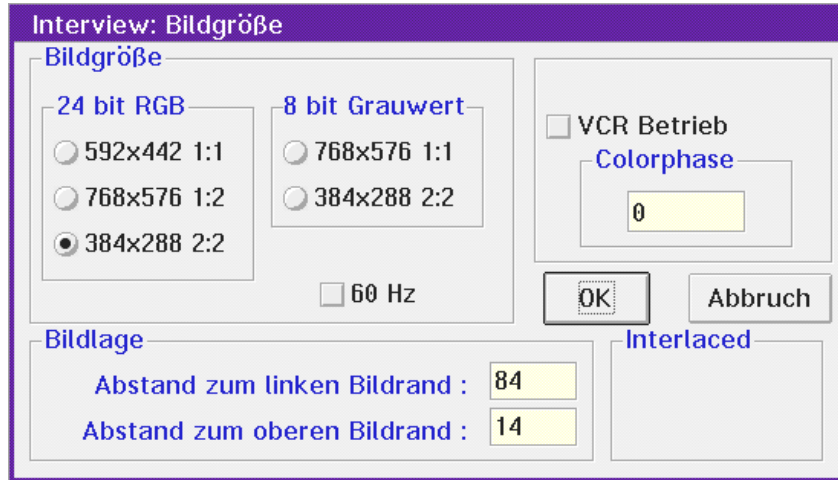 Interview: Bildgröße
Bildgröße
24 bit RGB
592x442 1:1
768x576 1:2
384x288 2:2
8 bit Grauwert
768x576 1:1
384x288 2:2
60 Hz
VCR Betrieb
Colorphase
0
OK
Abbruch
Bildlage
Abstand zum linken Bildrand : 84
Abstand zum oberen Bildrand : 14
Interlaced